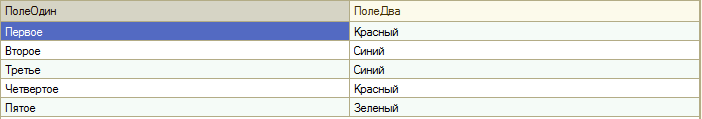 ПолеОдин ПолеДва
Первое Красный
Второе Синий
Третье Синий
Четвертое Красный
Пятое Зеленый